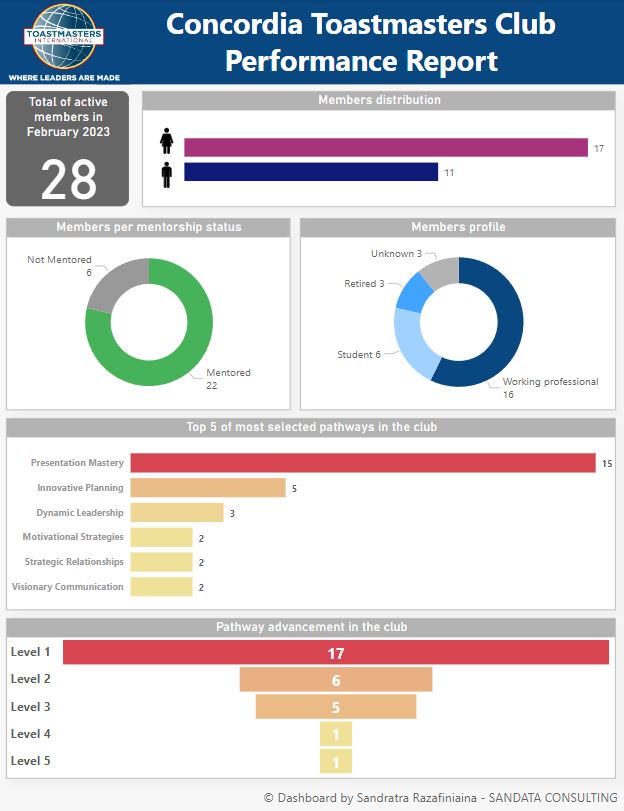 TOASTMASTERS
INTERNATIONAL
WHERE LEADERS ARE MADE
Concordia Toastmasters Club
Performance Report
Total of active
members in
February 2023
28
Members distribution
17
11
Members per mentorship status
Not Mentored
6
Mentored
22
Members profile
Unknown 3
Retired 3
Student 6
Working professional
16
Top 5 of most selected pathways in the club
Presentation Mastery 15
Innovative Planning 5
Dynamic Leadership 3
Motivational Strategies 2
Strategic Relationships 2
Visionary Communication 2
Pathway advancement in the club
Level 1 17
Level 2 6
Level 3 5
Level 4 1
Level 5 1
© Dashboard by Sandratra Razafiniaina - SANDATA CONSULTING